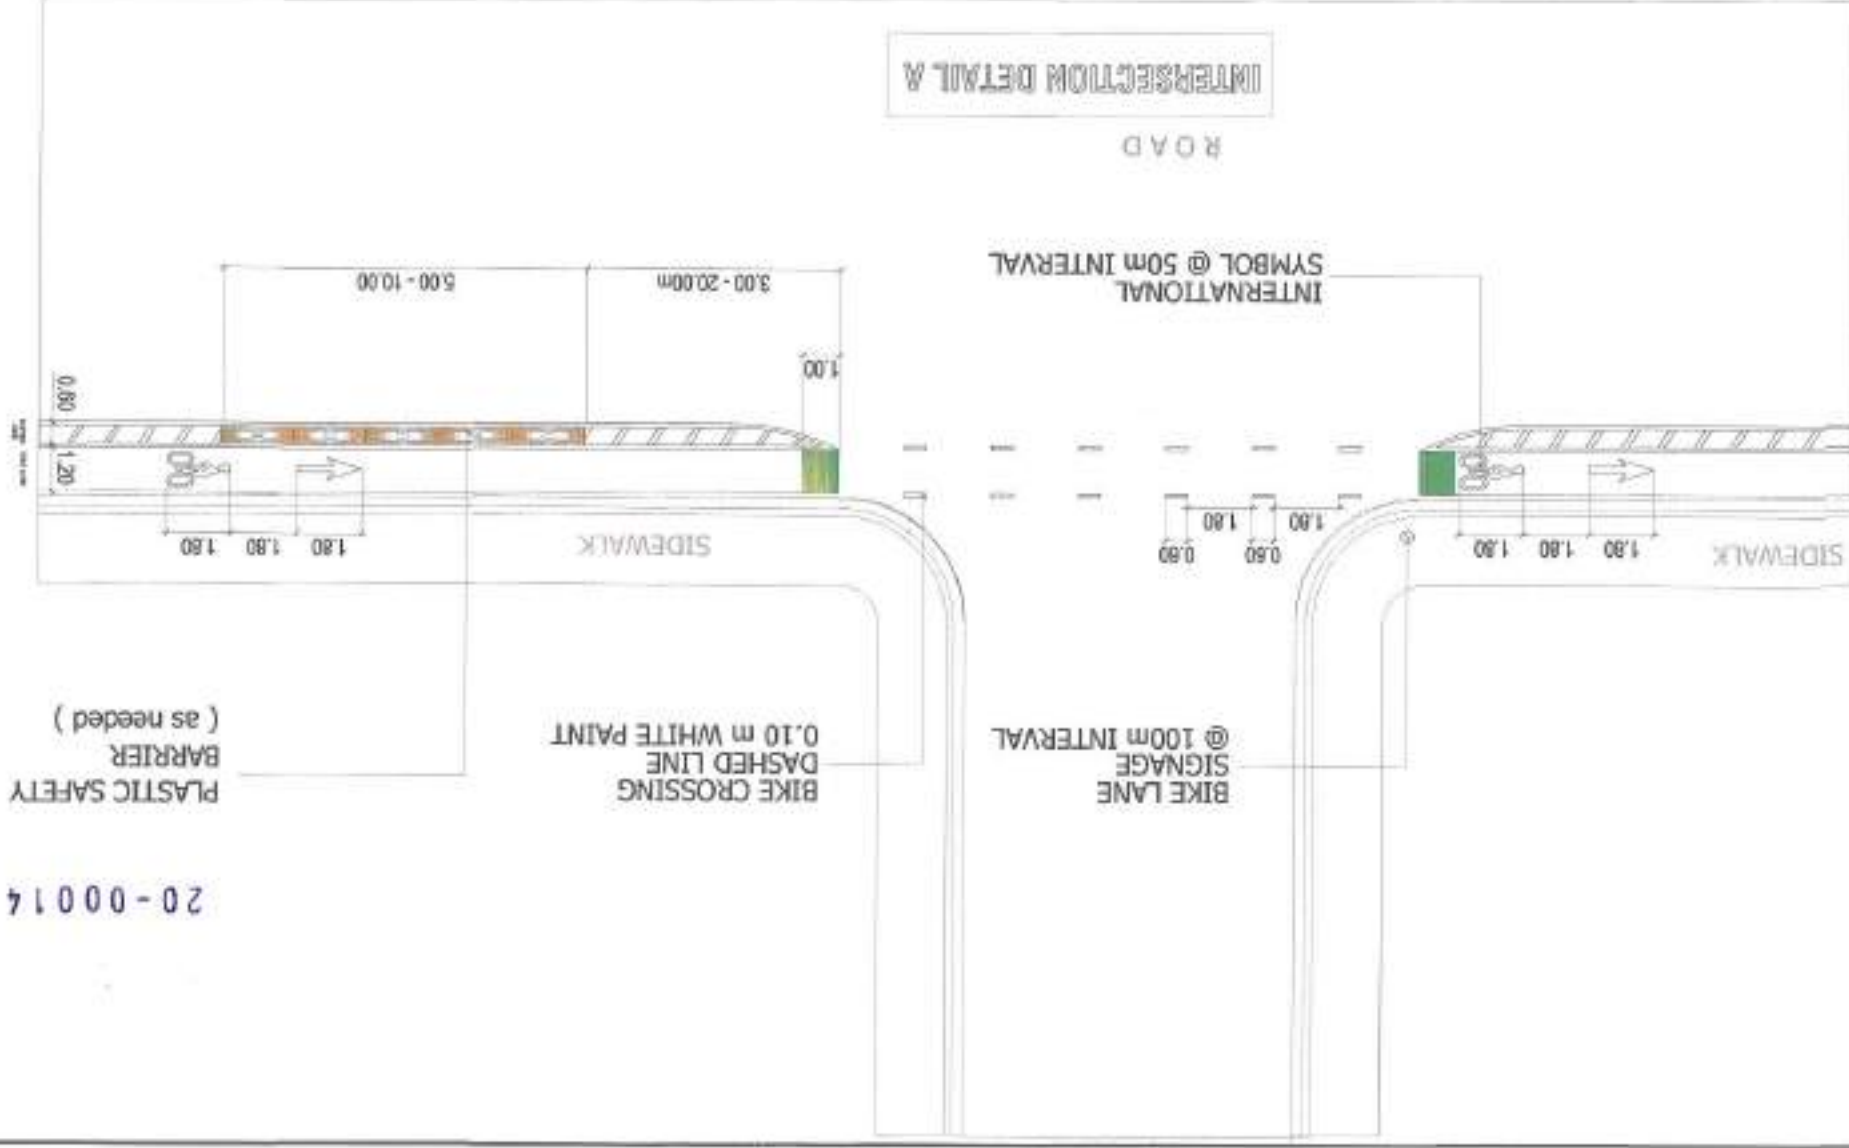 20-00014
BIKE LANE
SIGNAGE
@ 100m INTERVAL
BIKE CROSSING
DASHED LINE
0.10 m WHITE PAINT
PLASTIC SAFETY
BARRIER
( as needed )
SIDEWALK
1.80
1.80
1.80
0.60
0.60
1.80
1.80
SIDEWALK
1.80
1.80
1.80
1.20
0.60
1.00
INTERNATIONAL
SYMBOL @ 50m INTERVAL
3.00 - 20.00m
5.00 - 10.00
ROAD
INTERSECTION DETAIL A